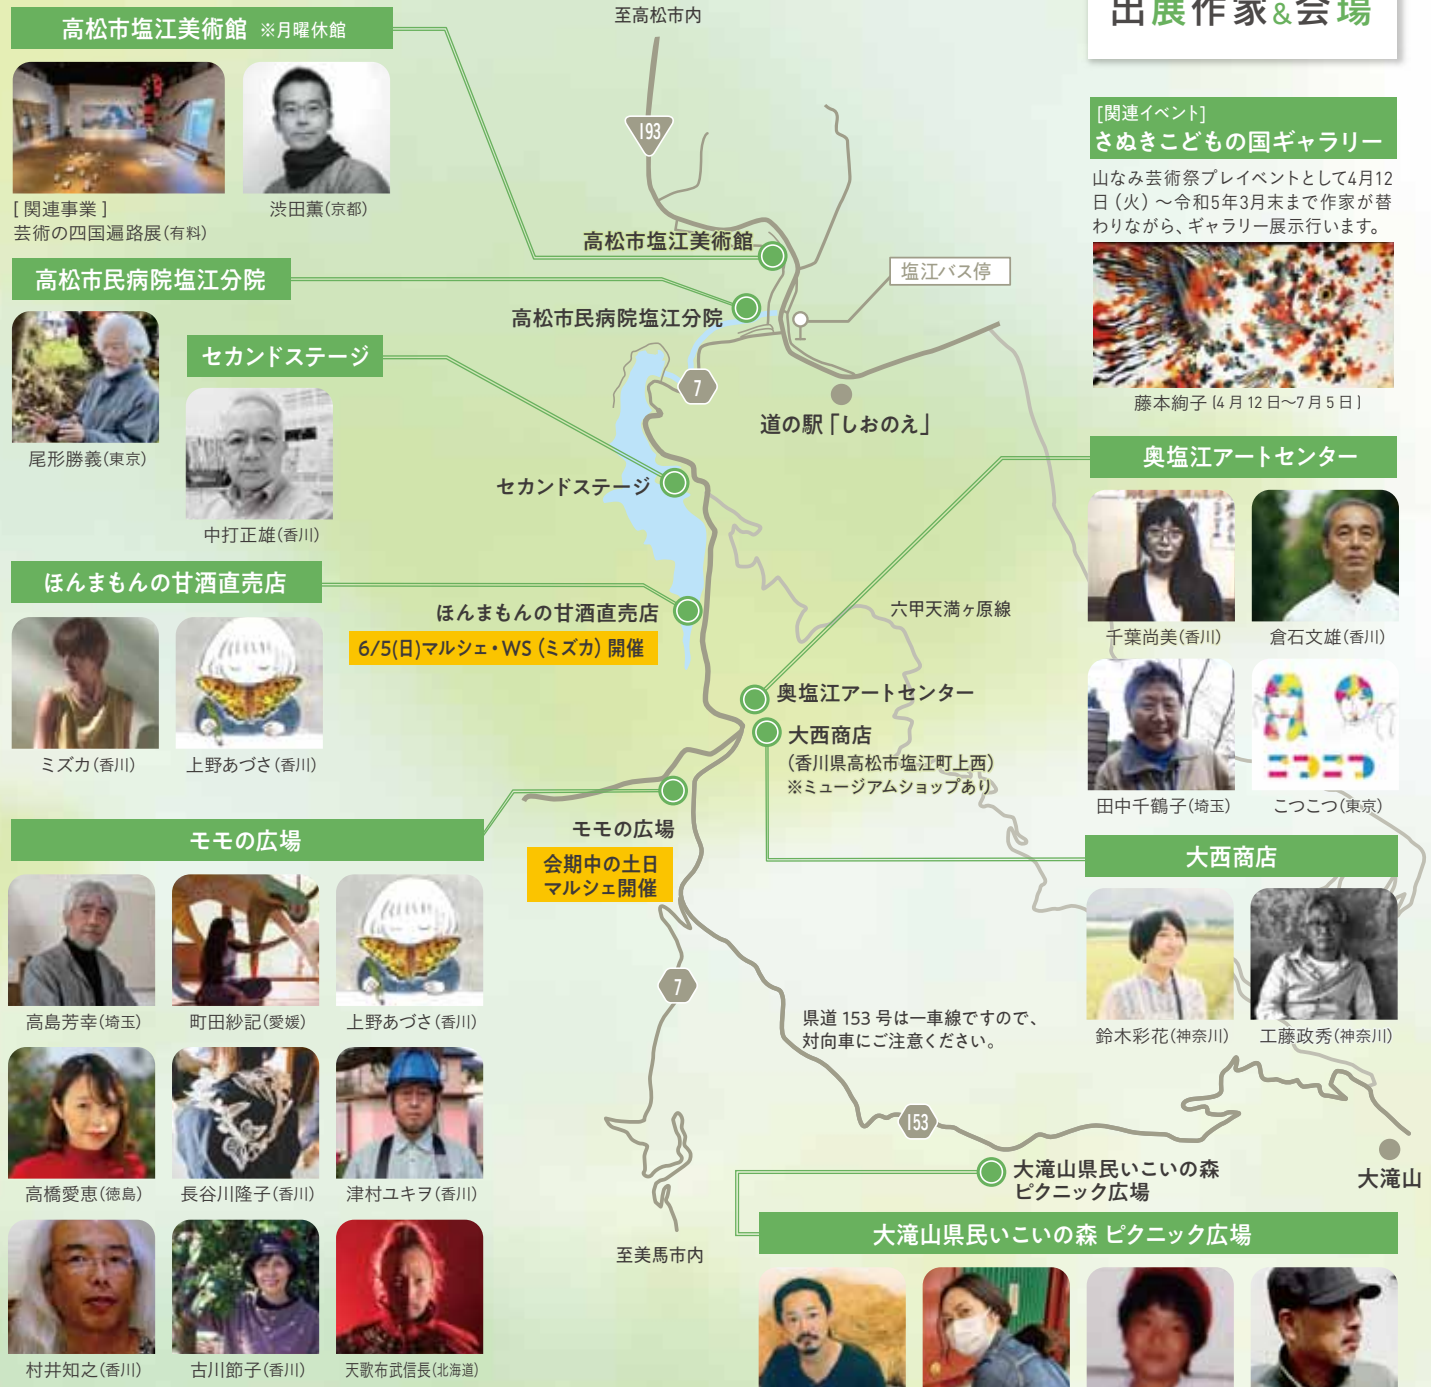 出展作家&会場
高松市塩江美術館 ※月曜休館
[関連事業]
芸術の四国遍路展(有料)
渋田薫(京都)
高松市民病院塩江分院
尾形勝義(東京)
セカンドステージ
中打正雄(香川)
ほんまもんの甘酒直売店
ミズカ(香川)
上野あづさ(香川)
モモの広場
高島芳幸(埼玉)
町田紗記(愛媛)
上野あづさ(香川)
高橋愛恵(徳島)
長谷川隆子(香川)
津村ユキヲ(香川)
村井知之(香川)
古川節子(香川)
天歌布武信長(北海道)
至高松市内
193
高松市塩江美術館
塩江バス停
高松市民病院塩江分院
7
道の駅「しおのえ」
セカンドステージ
ほんまもんの甘酒直売店
6/5(日)マルシェ・WS(ミズカ)開催
六甲天満ヶ原線
奥塩江アートセンター
大西商店
(香川県高松市塩江町上西)
※ミュージアムショップあり
モモの広場
会期中の土日
マルシェ開催
7
県道 153 号は一車線ですので、
対向車にご注意ください。
153
大滝山県民いこいの森
ピクニック広場
大滝山
至美馬市内
[関連イベント]
さぬきこどもの国ギャラリー
山なみ芸術祭プレイベントとして4月12
日(火)〜令和5年3月末まで作家が替
わりながら、ギャラリー展示行います。
藤本絢子 [4月12日〜7月5日]
奥塩江アートセンター
千葉尚美(香川)
倉石文雄(香川)
田中千鶴子(埼玉)
こつこつ
こつこつ(東京)
大西商店
鈴木彩花(神奈川)
工藤政秀(神奈川)
大滝山県民いこいの森 ピクニック広場